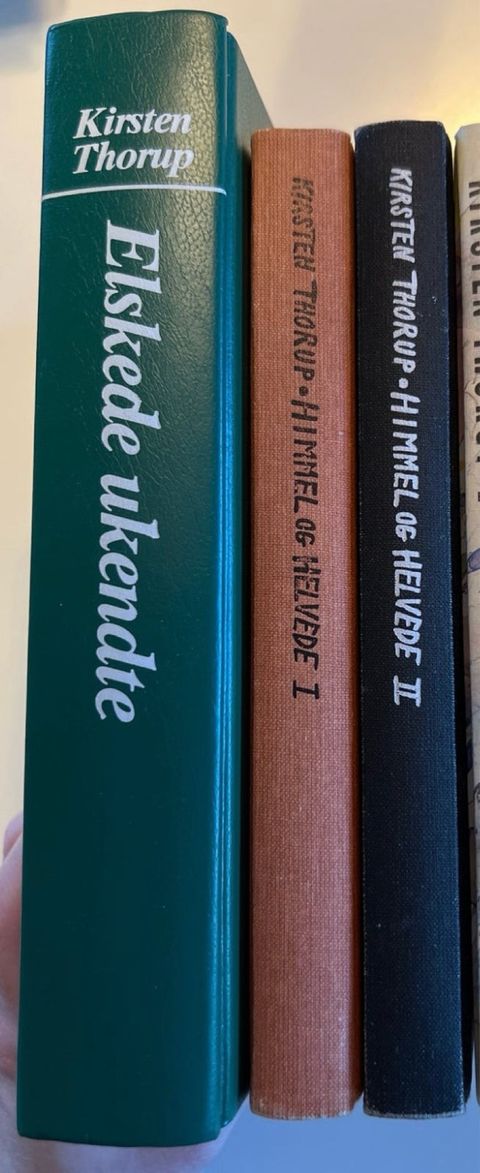 Kirsten
Thorup
Elskede ukendte
KIRSTEN THORUP • HIMMEL OG HELVEDE I
KIRSTEN THORUP • HIMMEL OG HELVEDE II